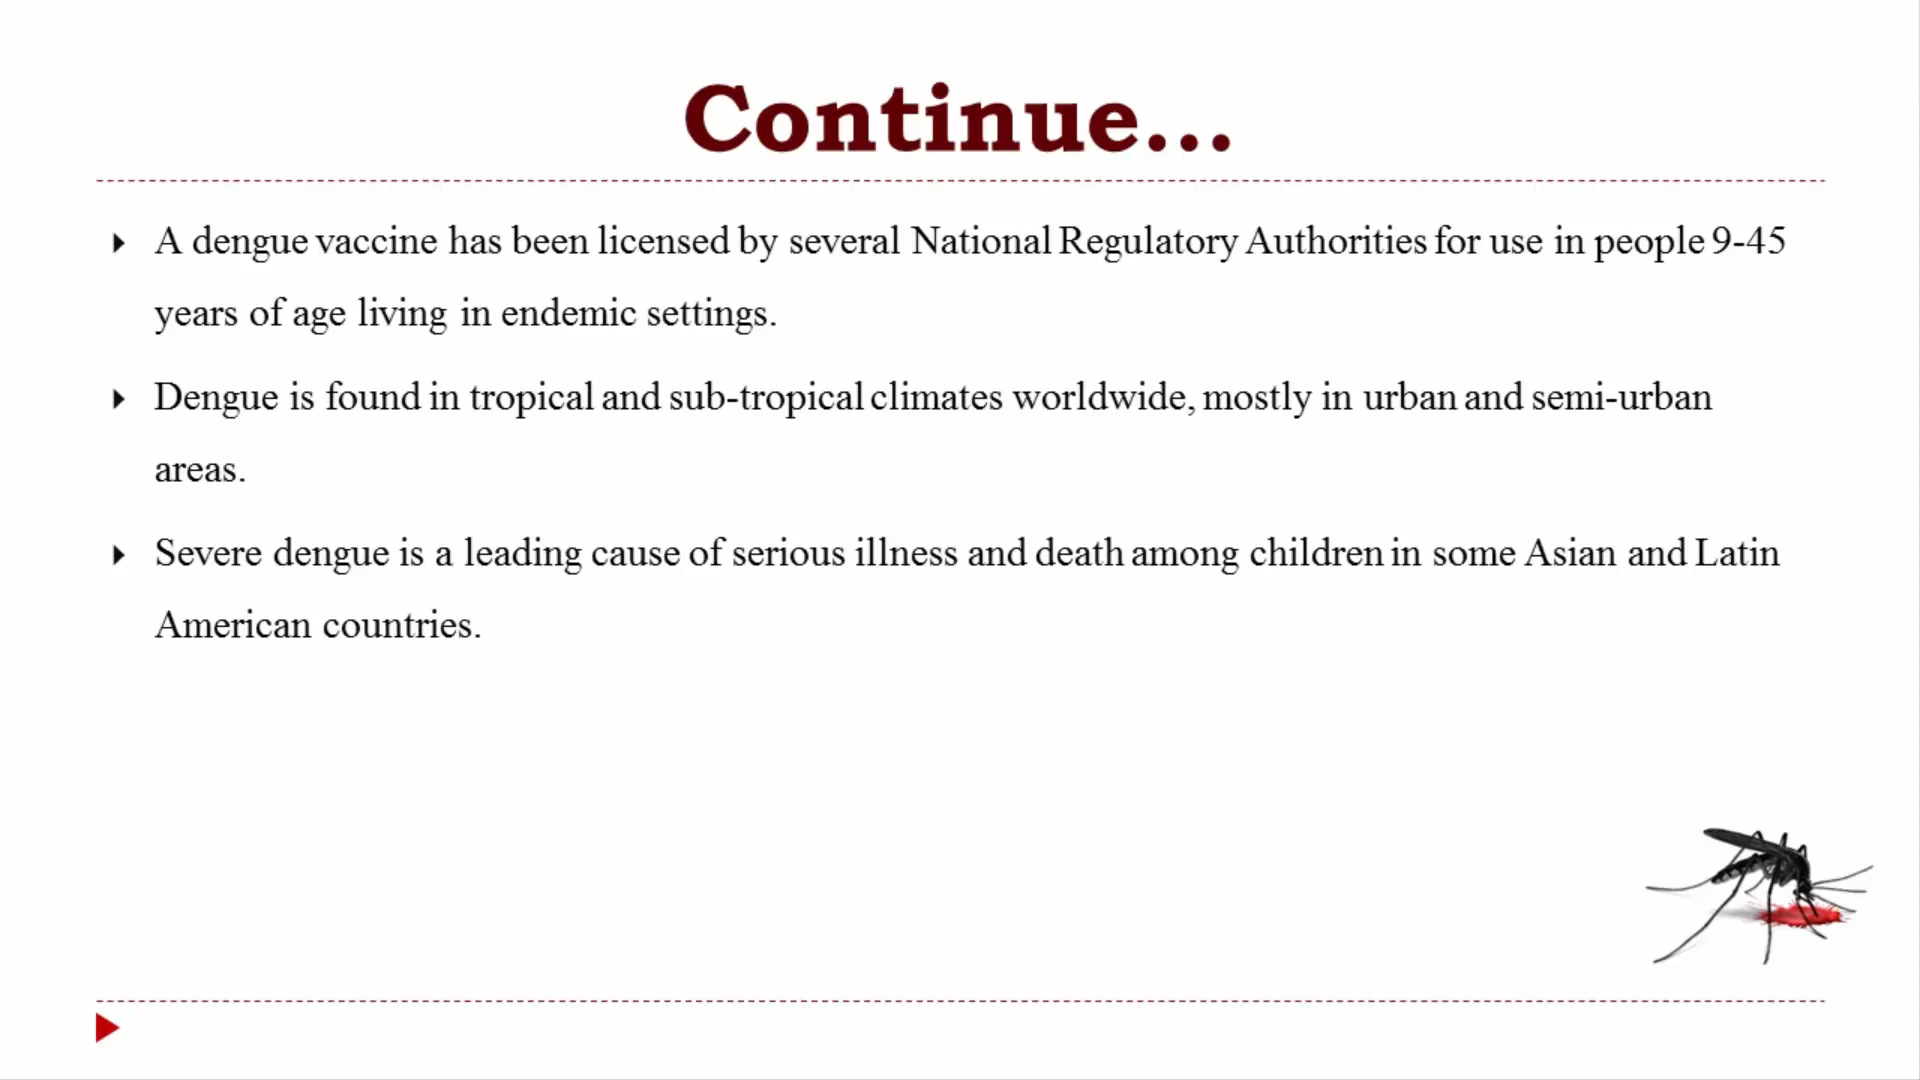 Continue...
A dengue vaccine has been licensed by several National Regulatory Authorities for use in people 9-45
years of age living in endemic settings.
Dengue is found in tropical and sub-tropical climates worldwide, mostly in urban and semi-urban
areas.
Severe dengue is a leading cause of serious illness and death among children in some Asian and Latin
American countries.